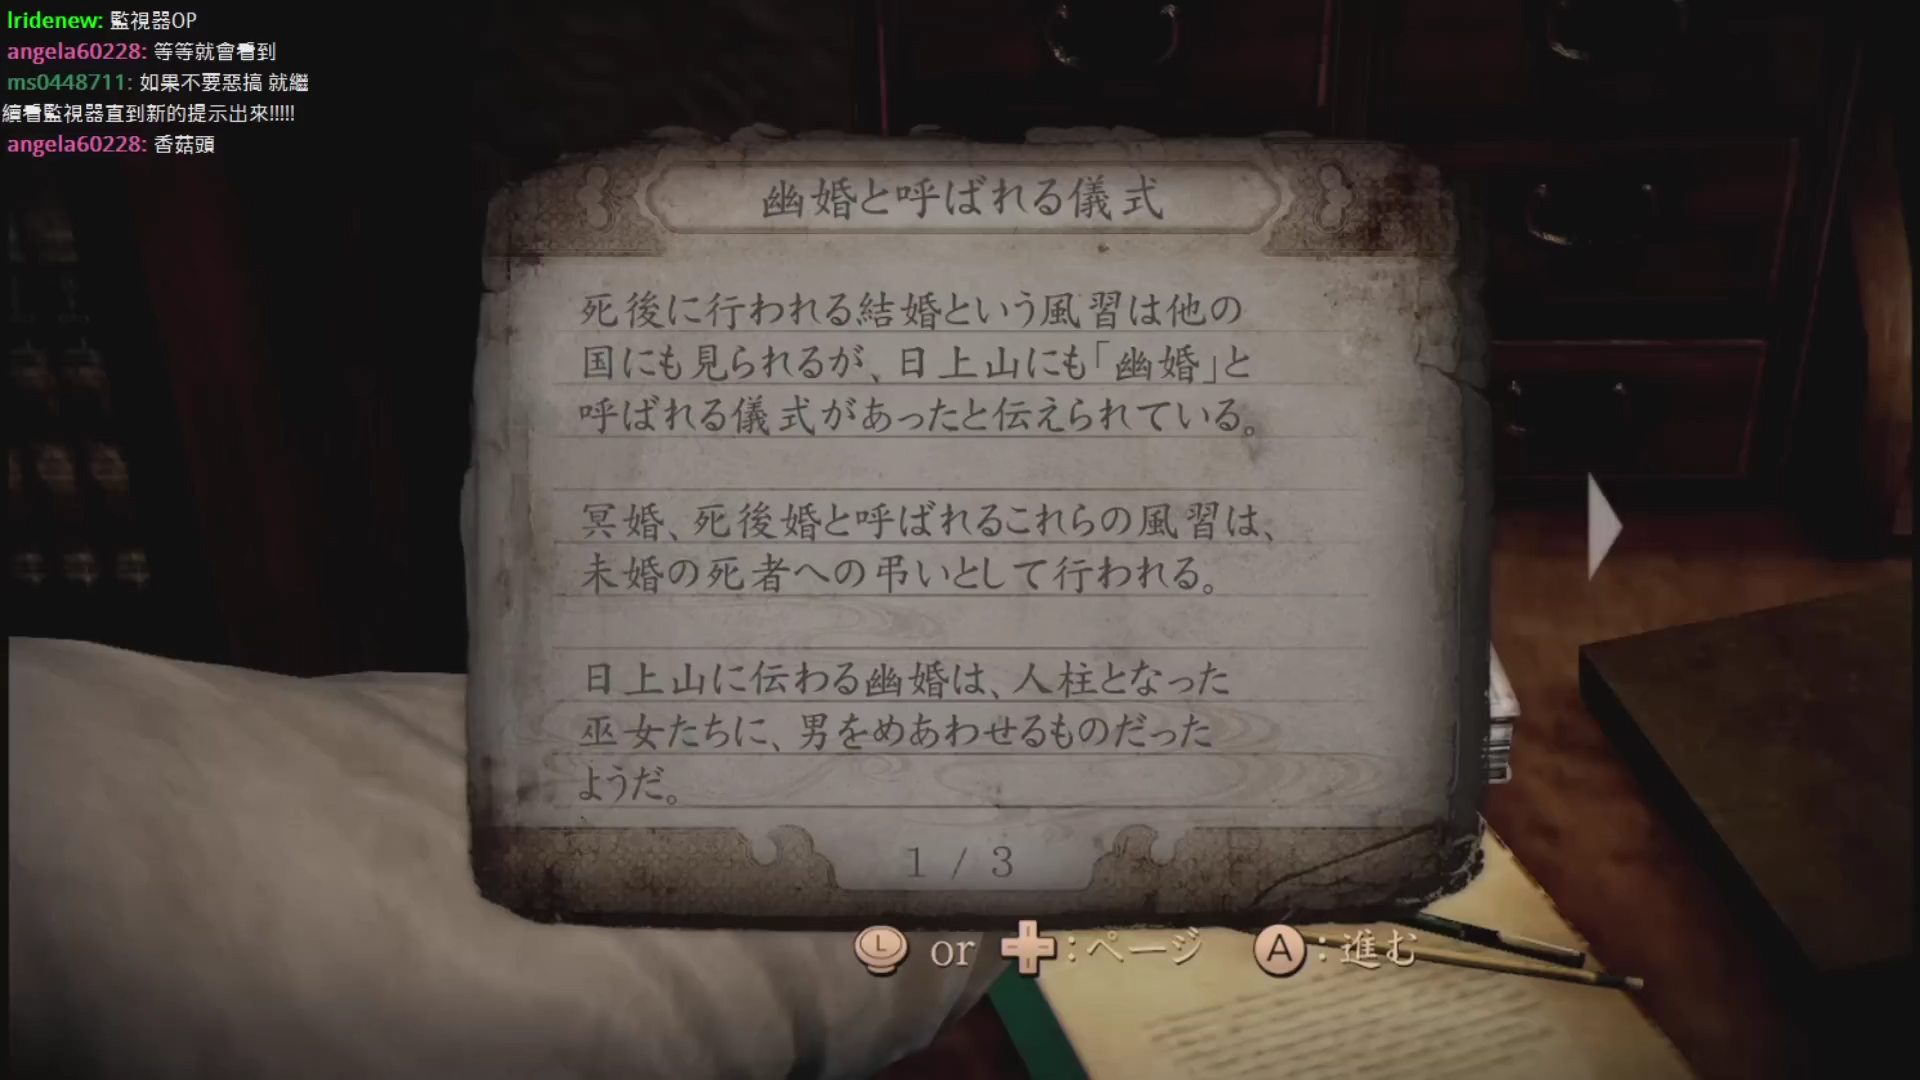 lridenew: 監視器OP
angela60228: 等等就會看到
ms0448711: 如果不要惡搞 就繼
續看監視器直到新的提示出來!!!!!
angela60228: 香菇頭
幽婚と呼ばれる儀式
死後に行われる結婚という風習は他の
国にも見られるが、日上山にも「幽婚」と
呼ばれる儀式があったと伝えられている。
冥婚、死後婚と呼ばれるこれらの風習は、
未婚の死者への弔いとして行われる。
日上山に伝わる幽婚は、人柱となった
巫女たちに、男をめあわせるものだった
ようだ。
1 / 3
L or :ページ A:進む